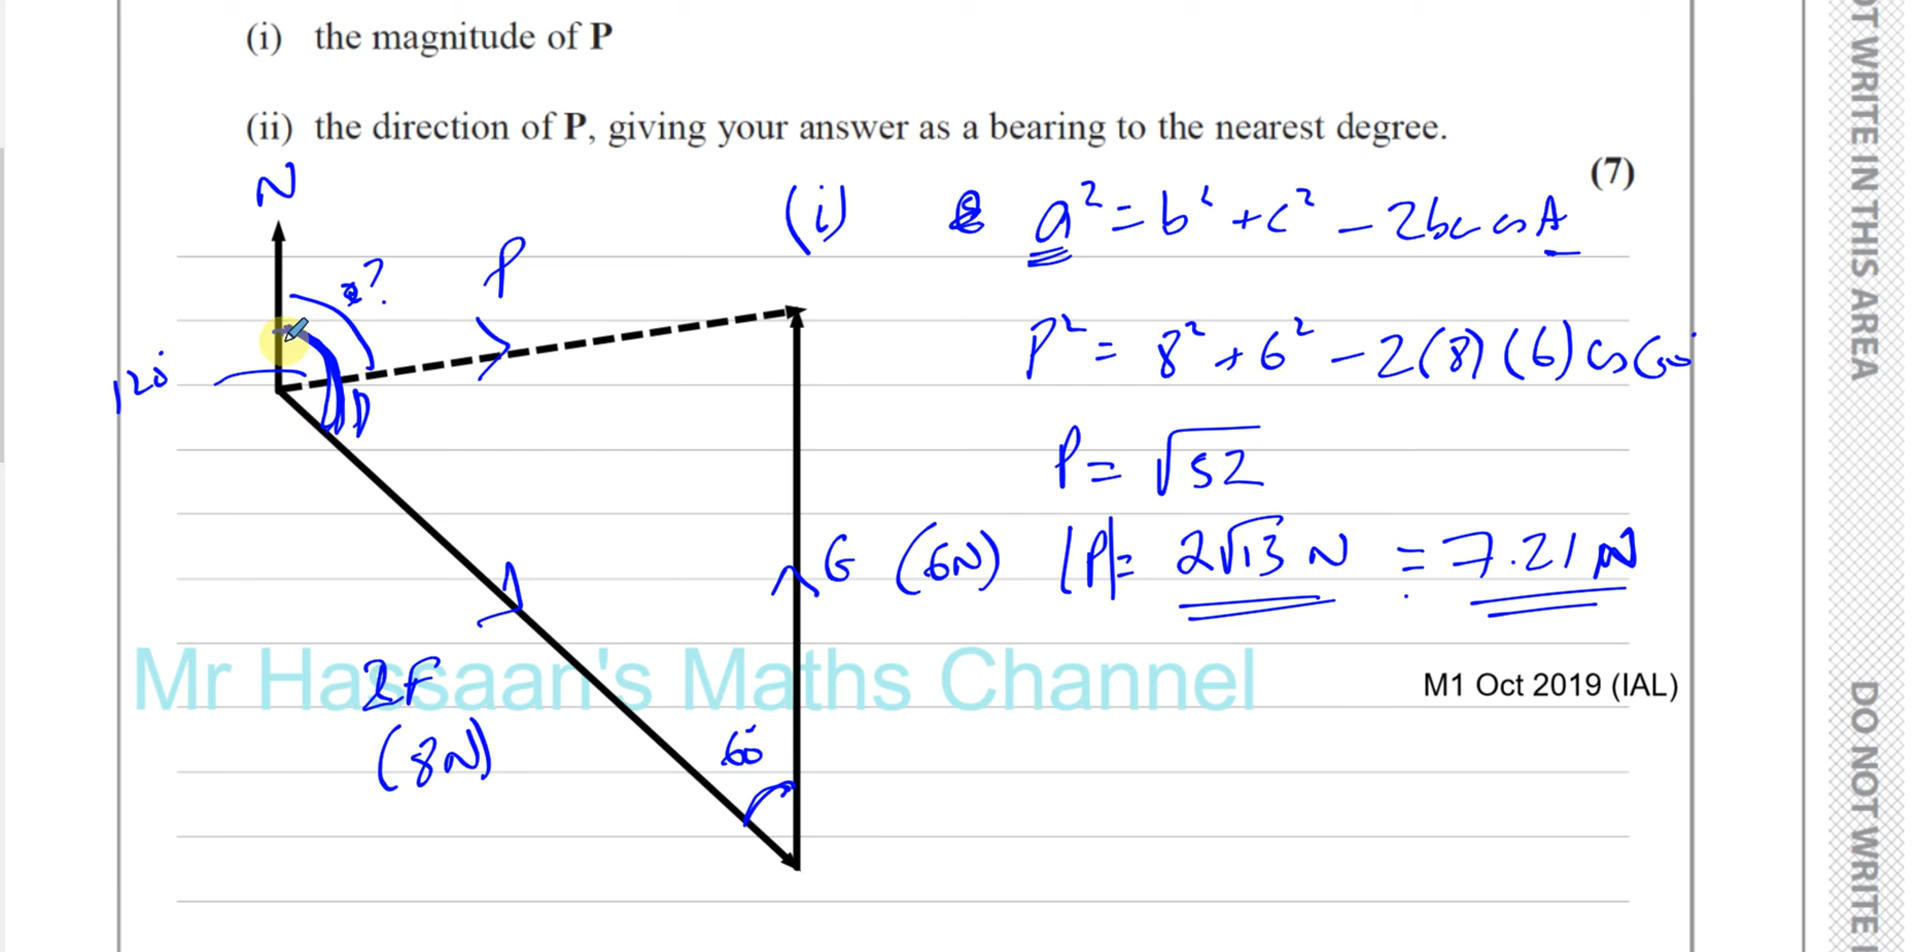 (i) the magnitude of P
(ii) the direction of P, giving your answer as a bearing to the nearest degree.
(7)
N
(i) a² = b² + c² - 2bc cos A
?
P
P² = 8² + 6² - 2(8)(6) cos 60°
120°
P = √52
G (6N) |P| = 2√13 N = 7.21 N
Mr Hassaan's Maths Channel
M1 Oct 2019 (IAL)
2F
(8N)
60°
OT WRITE IN THIS AREA
DO NOT WRITE I